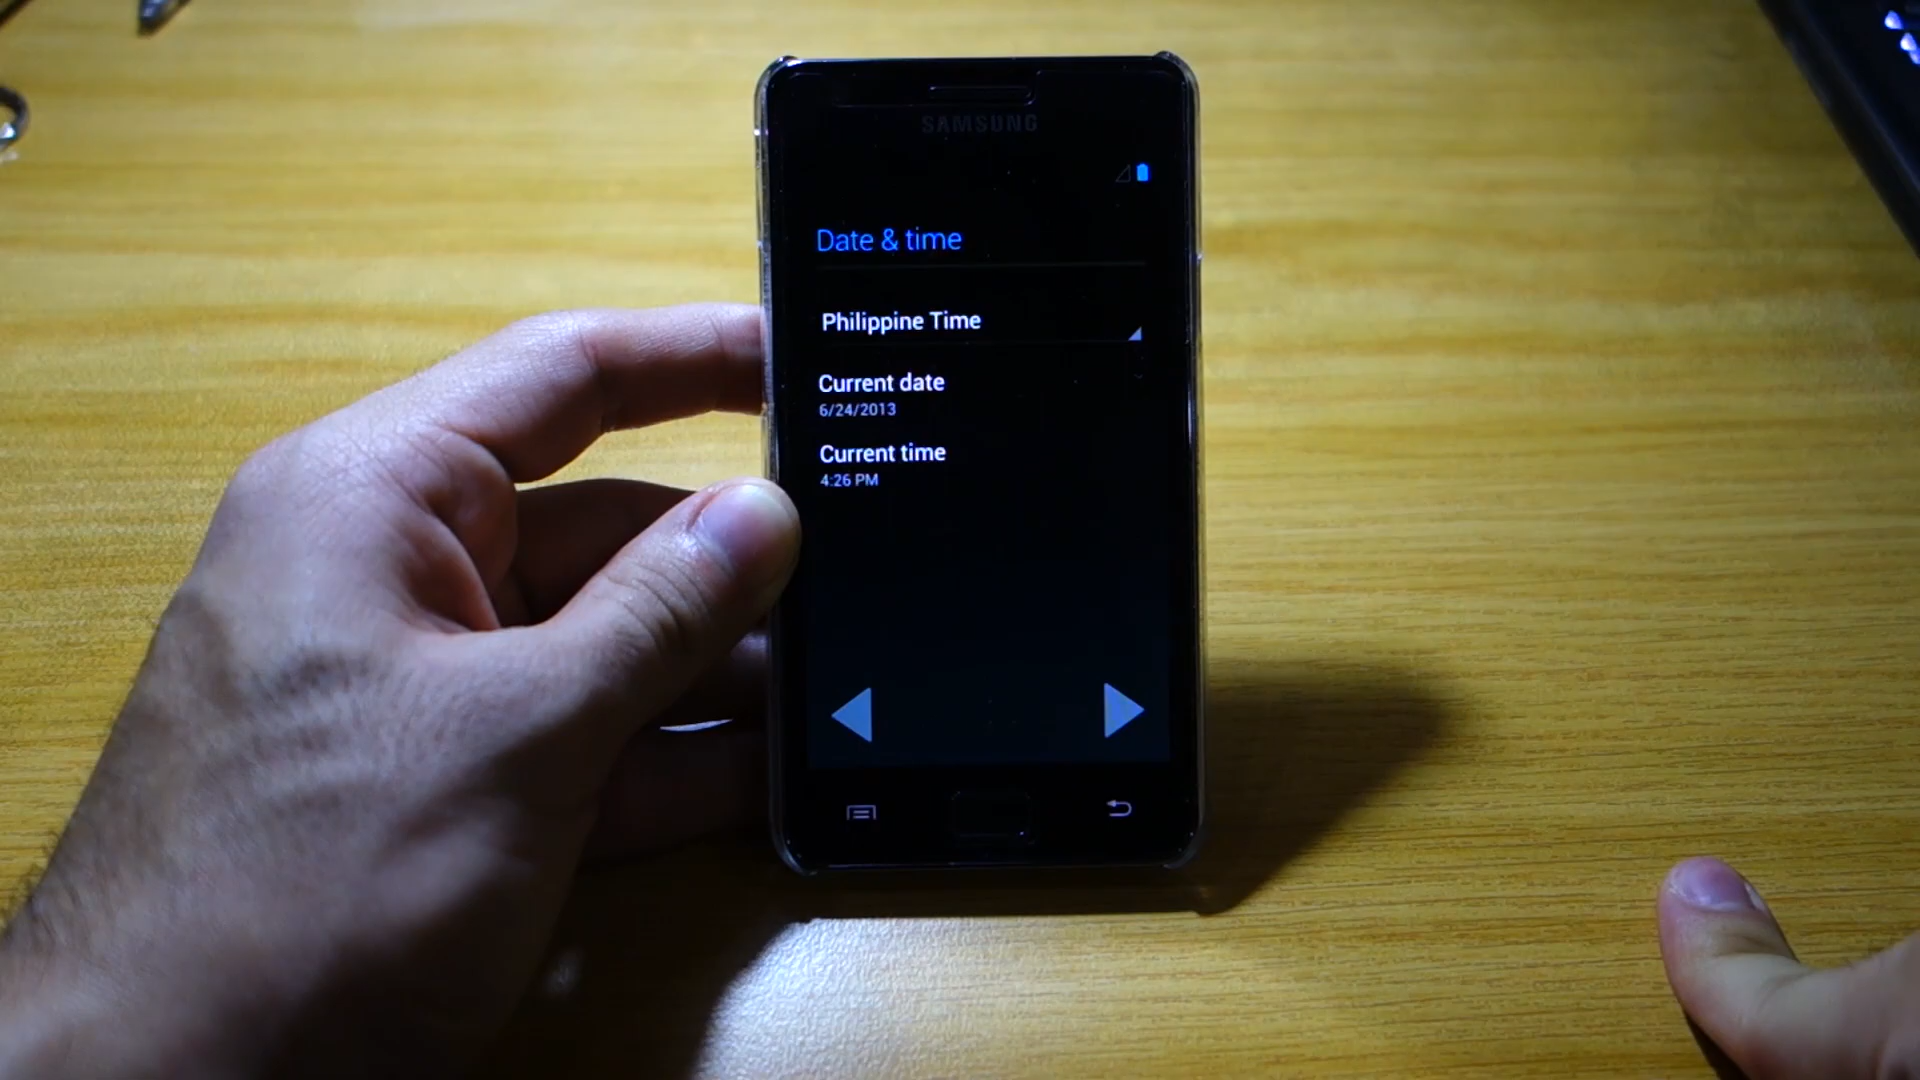 SAMSUNG
Date & time
Philippine Time
Current date
6/24/2013
Current time
4:26 PM